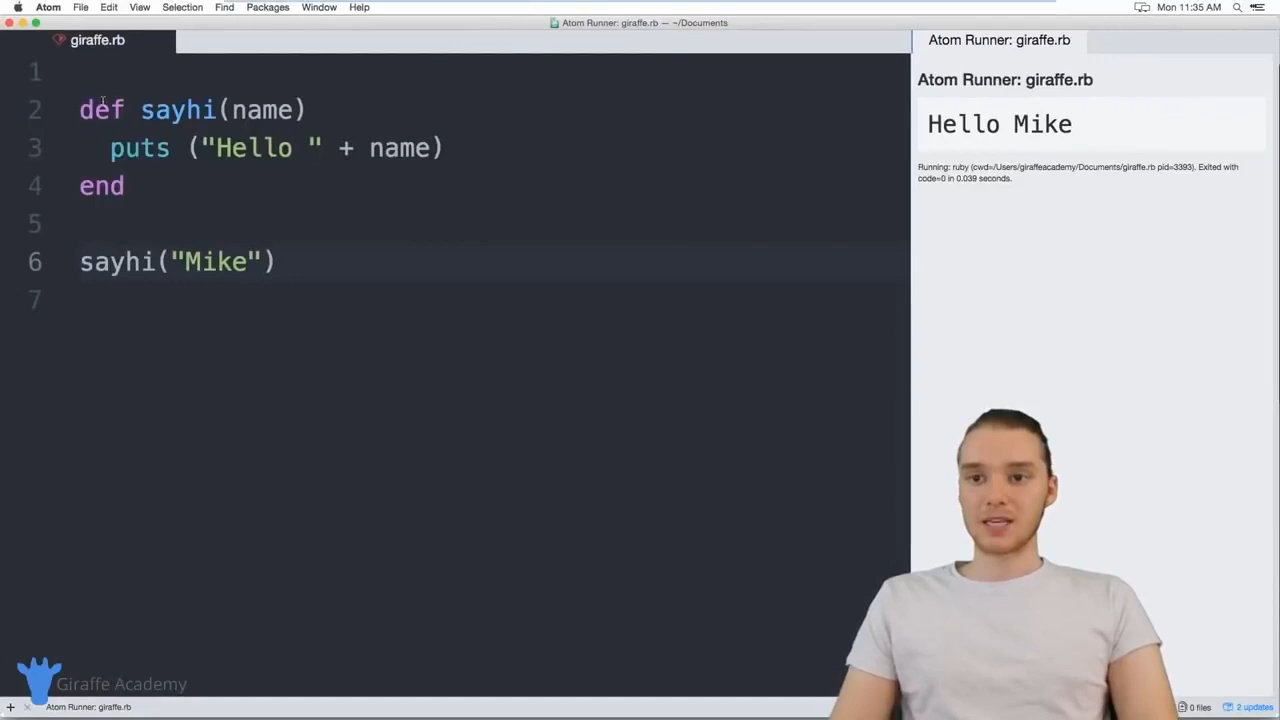 Atom File Edit View Selection Find Packages Window Help Mon 11:35 AM
Atom Runner: giraffe.rb — ~/Documents
giraffe.rb
Atom Runner: giraffe.rb
1
2 def sayhi(name)
3 puts ("Hello " + name)
4 end
5
6 sayhi("Mike")
7
Atom Runner: giraffe.rb
Hello Mike
Running: ruby (cwd=/Users/giraffeacademy/Documents/giraffe.rb pid=3393). Exited with
code=0 in 0.039 seconds.
Giraffe Academy
+ × Atom Runner: giraffe.rb 0 files 2 updates